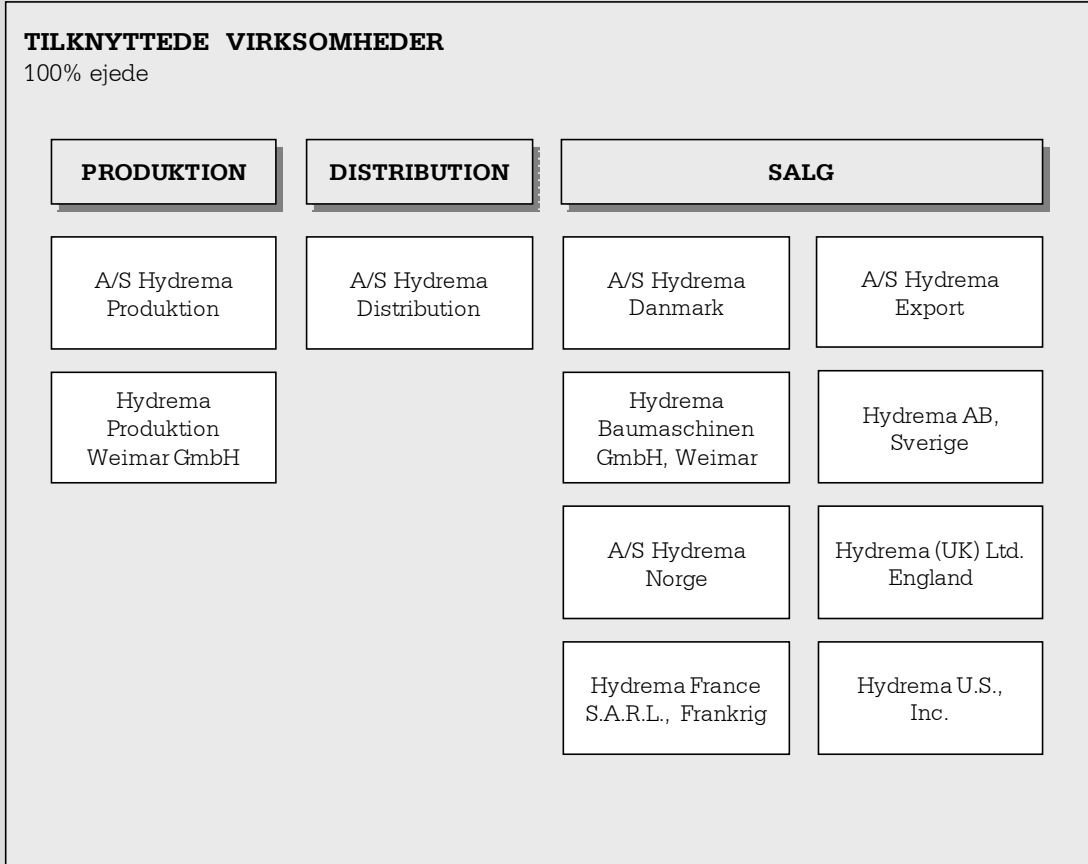 TILKNYTTEDE VIRKSOMHEDER
100% ejede
PRODUKTION
DISTRIBUTION
SALG
A/S Hydrema
Produktion
A/S Hydrema
Distribution
A/S Hydrema
Danmark
A/S Hydrema
Export
Hydrema
Produktion
Weimar GmbH
Hydrema
Baumaschinen
GmbH, Weimar
Hydrema AB,
Sverige
A/S Hydrema
Norge
Hydrema (UK) Ltd.
England
Hydrema France
S.A.R.L., Frankrig
Hydrema U.S.,
Inc.